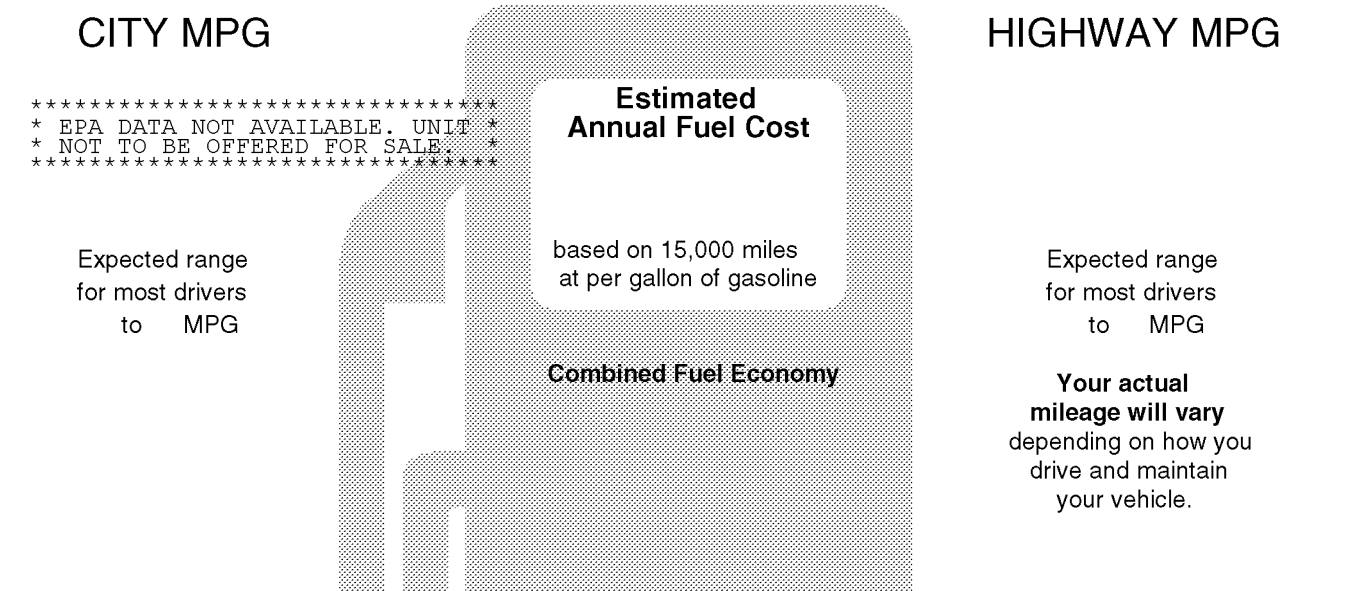 CITY MPG
*********************************
* EPA DATA NOT AVAILABLE. UNIT *
* NOT TO BE OFFERED FOR SALE. *
*********************************
Expected range
for most drivers
to MPG
Estimated
Annual Fuel Cost
based on 15,000 miles
at per gallon of gasoline
Combined Fuel Economy
HIGHWAY MPG
Expected range
for most drivers
to MPG
Your actual
mileage will vary
depending on how you
drive and maintain
your vehicle.